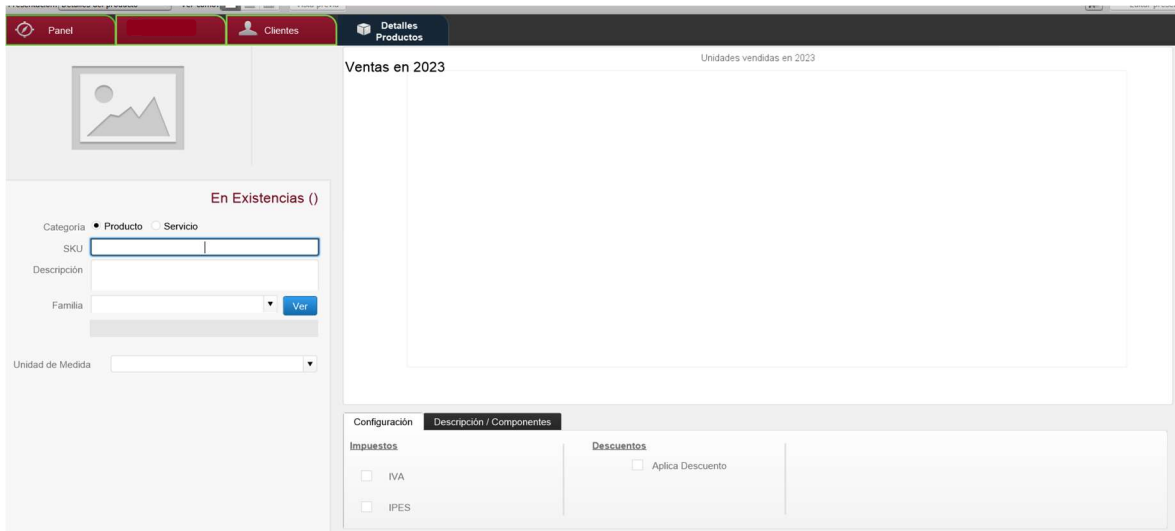 Panel
Clientes
Detalles
Productos
Ventas en 2023
Unidades vendidas en 2023
En Existencias ()
Categoría Producto Servicio
SKU
Descripción
Familia Ver
Unidad de Medida
Configuración Descripción / Componentes
Impuestos Descuentos
IVA Aplica Descuento
IPES